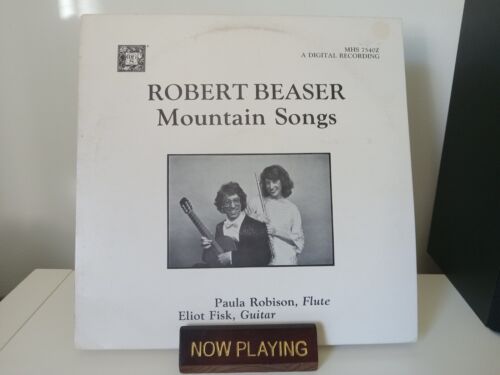 MHS 7540Z
A DIGITAL RECORDING
ROBERT BEASER
Mountain Songs
Paula Robison, Flute
Eliot Fisk, Guitar
NOW PLAYING